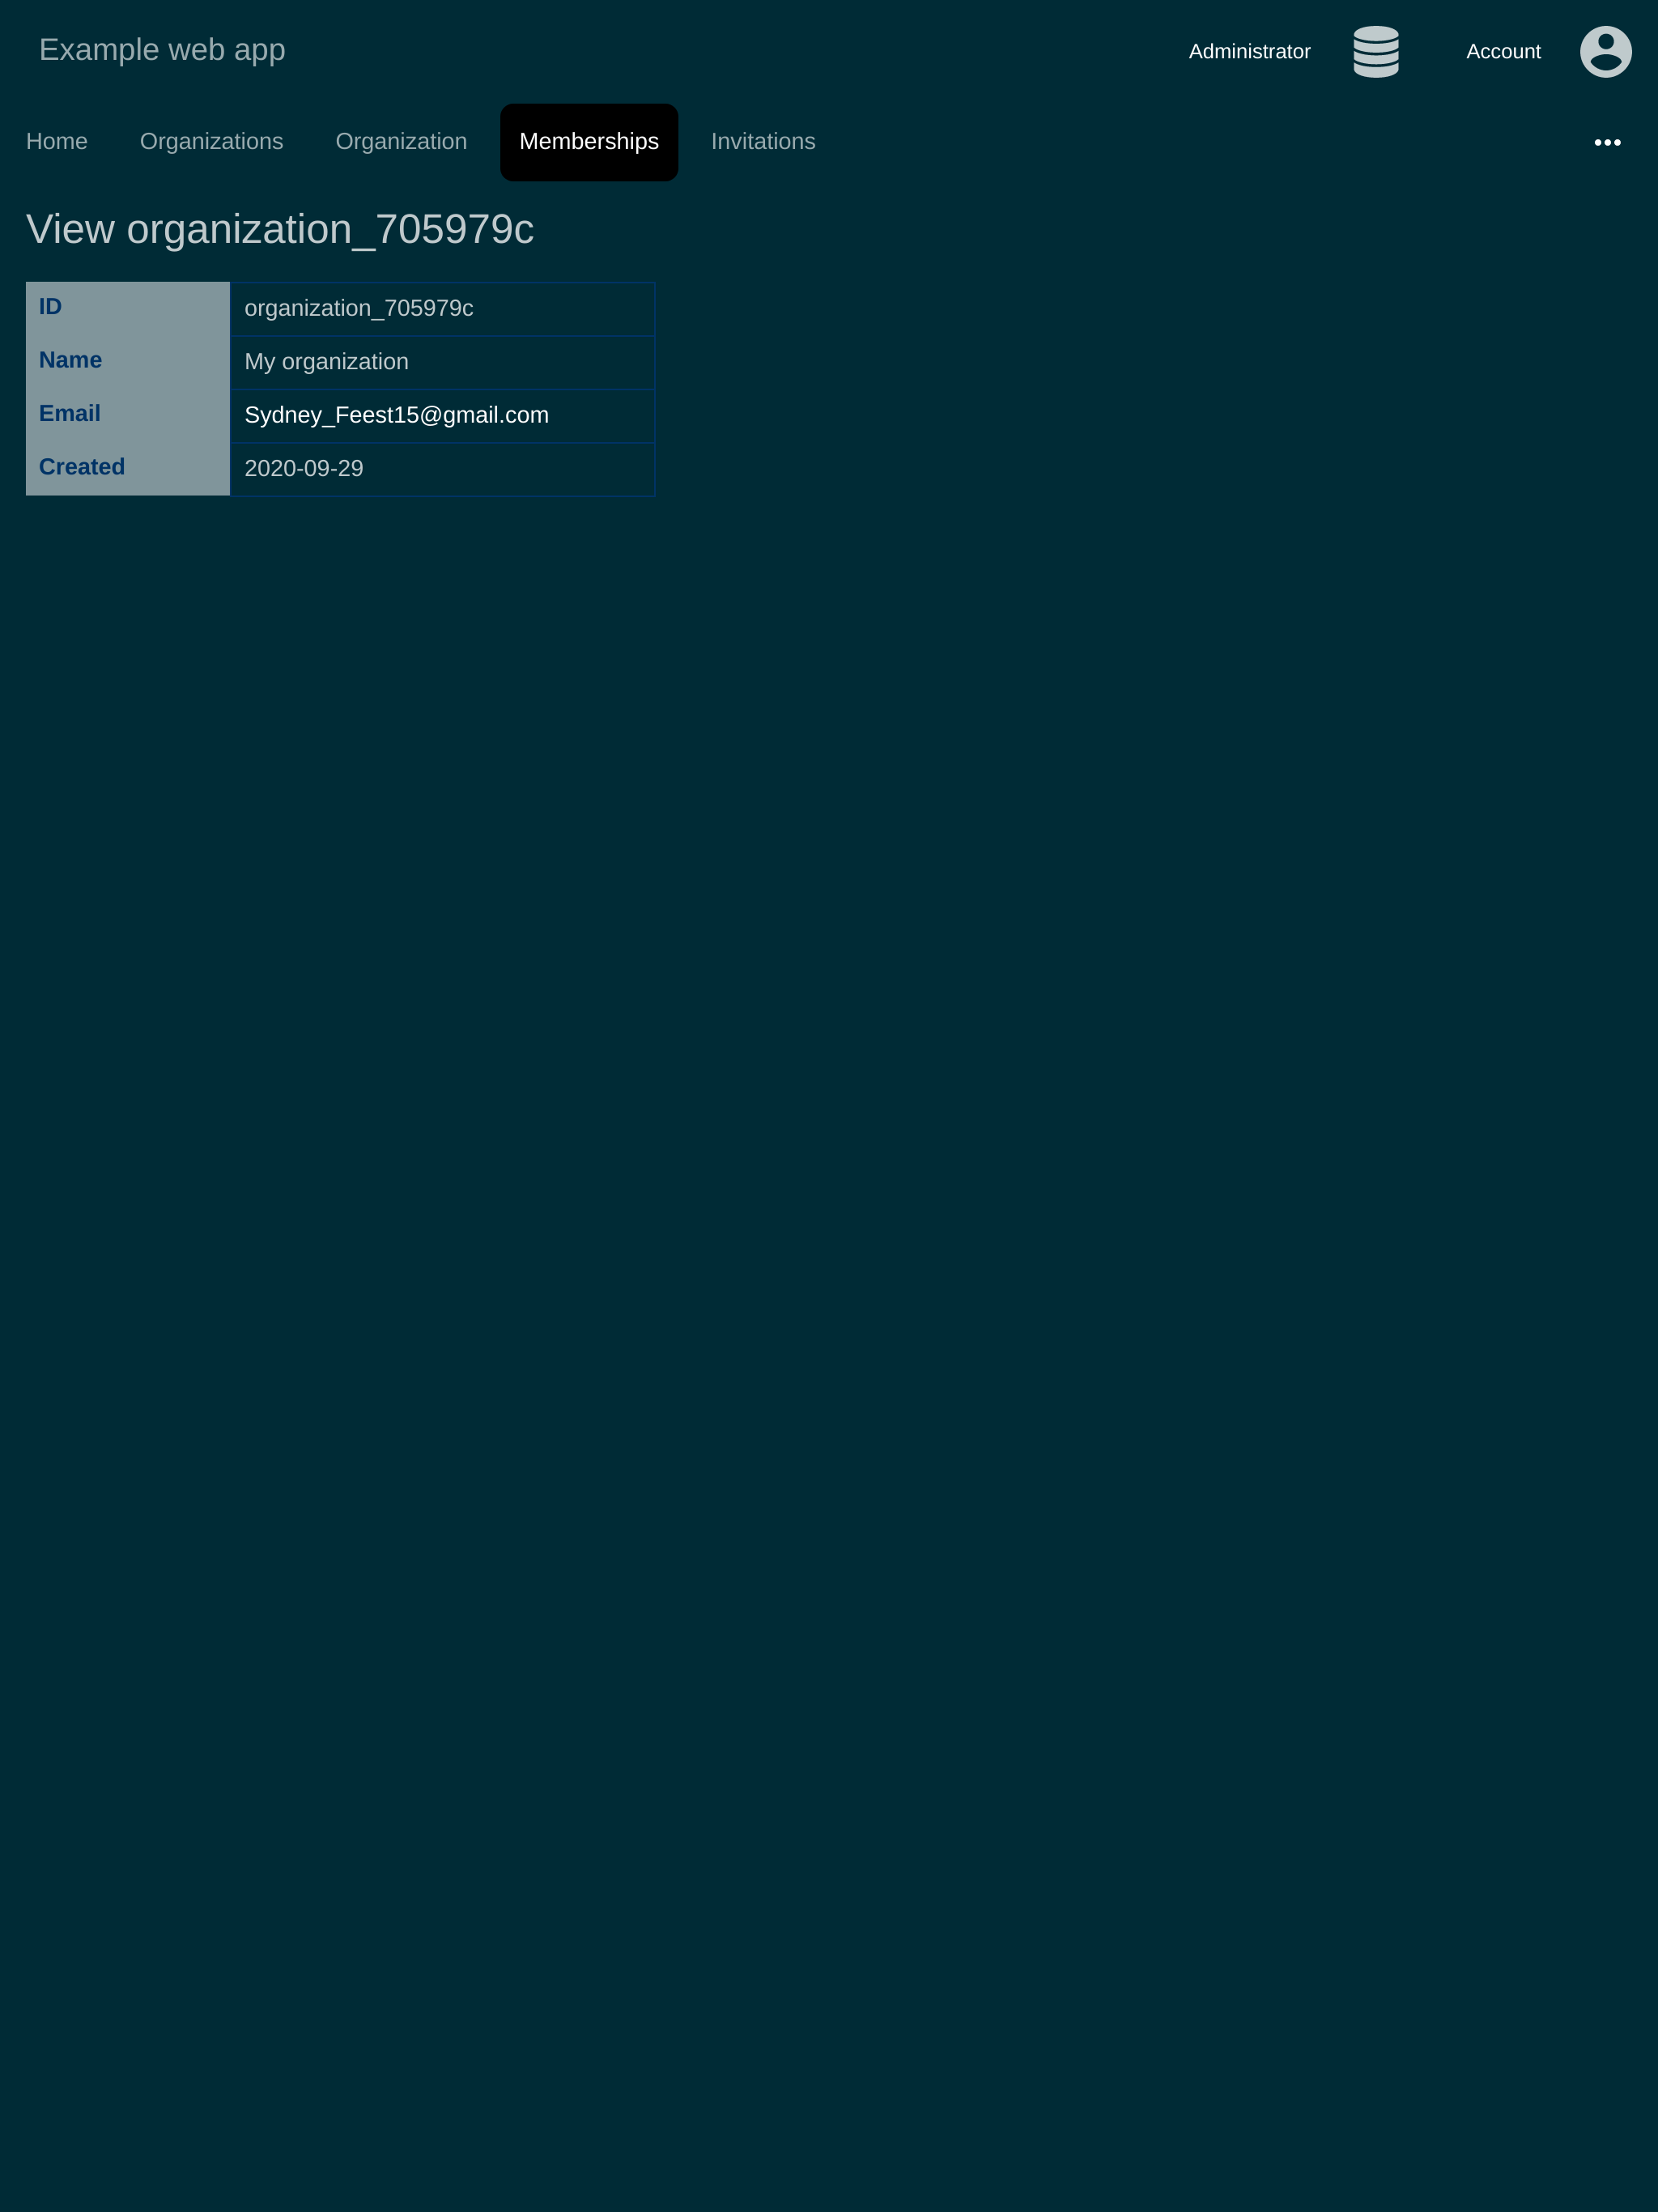 Example web app
Administrator
Account
Home
Organizations
Organization
Memberships
Invitations
•••
View organization_705979c
ID organization_705979c
Name My organization
Email Sydney_Feest15@gmail.com
Created 2020-09-29